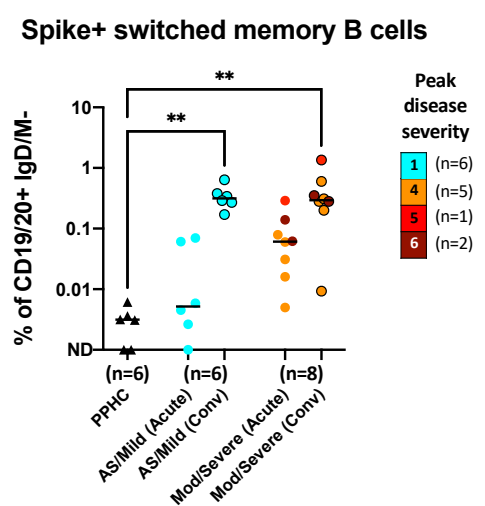 Spike+ switched memory B cells
% of CD19/20+ IgD/M-
10
1
0.1
0.01
ND
**
**
(n=6)
(n=6)
(n=8)
PPHC
AS/Mild (Acute)
AS/Mild (Conv)
Mod/Severe (Acute)
Mod/Severe (Conv)
Peak
disease
severity
1 (n=6)
4 (n=5)
5 (n=1)
6 (n=2)